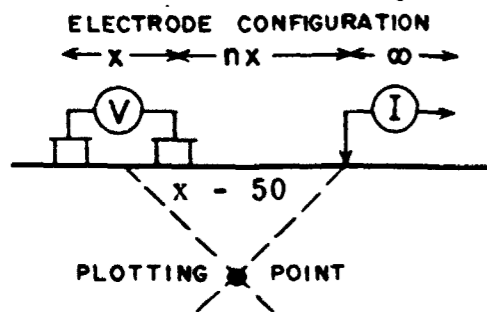 ELECTRODE CONFIGURATION
x nx ∞
V I
x - 50
PLOTTING POINT